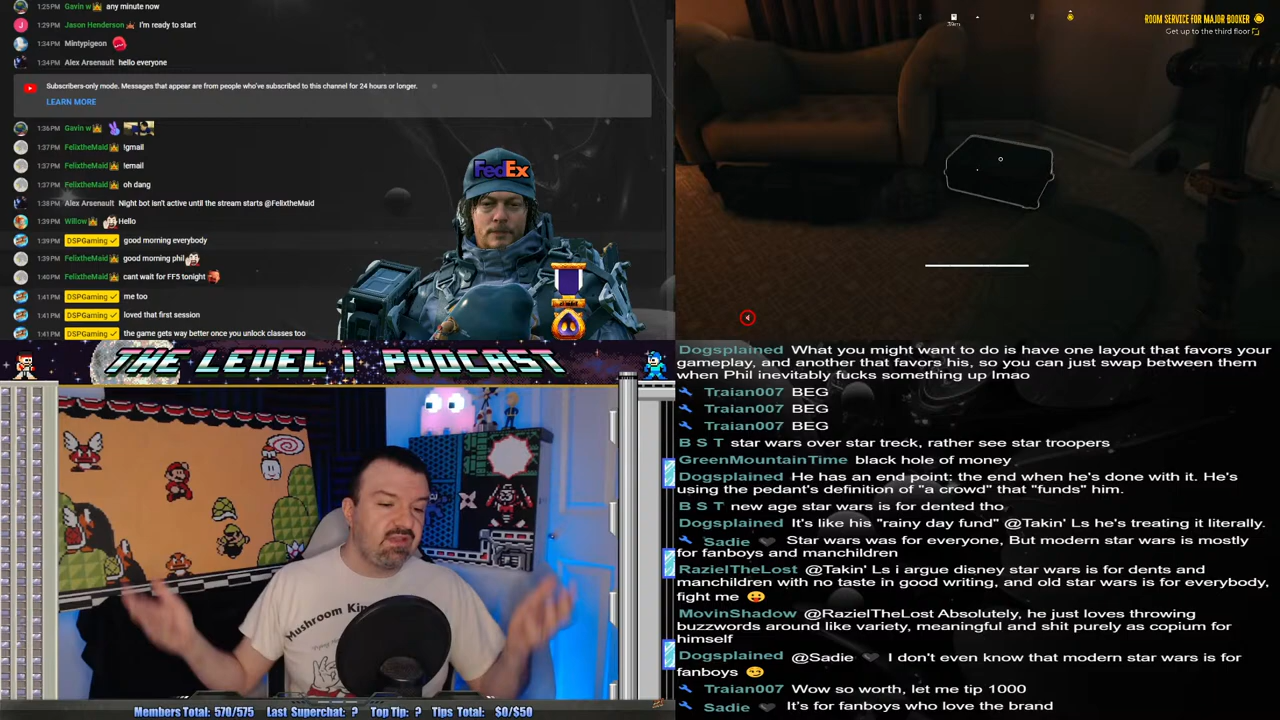 1:25PM Gavin w any minute now
1:29PM Jason Henderson I'm ready to start
1:34PM Mintypigeon
1:34PM Alex Arsenault hello everyone
Subscribers-only mode. Messages that appear are from people who've subscribed to this channel for 24 hours or longer.
LEARN MORE
1:36PM Gavin w
1:37PM FelixtheMaid !gmail
1:37PM FelixtheMaid !email
1:37PM FelixtheMaid oh dang
1:38PM Alex Arsenault Night bot isn't active until the stream starts @FelixtheMaid
1:39PM Willow Hello
1:39PM DSPGaming good morning everybody
1:39PM FelixtheMaid good morning phil
1:40PM FelixtheMaid cant wait for FF5 tonight
1:41PM DSPGaming me too
1:41PM DSPGaming loved that first session
1:41PM DSPGaming the game gets way better once you unlock classes too
FedEx
ROOM SERVICE FOR MAJOR BOOKER
Get up to the third floor
THE LEVEL 1 PODCAST
Mushroom Kin
Members Total: 570/575 Last Superchat: ? Top Tip: ? Tips Total: $0/$50
Dogsplained What you might want to do is have one layout that favors your
gameplay, and another that favors his, so you can just swap between them
when Phil inevitably fucks something up lmao
Traian007 BEG
Traian007 BEG
Traian007 BEG
B S T star wars over star treck, rather see star troopers
GreenMountainTime black hole of money
Dogsplained He has an end point: the end when he's done with it. He's
using the pedant's definition of "a crowd" that "funds" him.
B S T new age star wars is for dented tho
Dogsplained It's like his "rainy day fund" @Takin' Ls he's treating it literally.
Sadie Star wars was for everyone, But modern star wars is mostly
for fanboys and manchildren
RazielTheLost @Takin' Ls i argue disney star wars is for dents and
manchildren with no taste in good writing, and old star wars is for everybody,
fight me
MovinShadow @RazielTheLost Absolutely, he just loves throwing
buzzwords around like variety, meaningful and shit purely as copium for
himself
Dogsplained @Sadie I don't even know that modern star wars is for
fanboys
Traian007 Wow so worth, let me tip 1000
Sadie It's for fanboys who love the brand